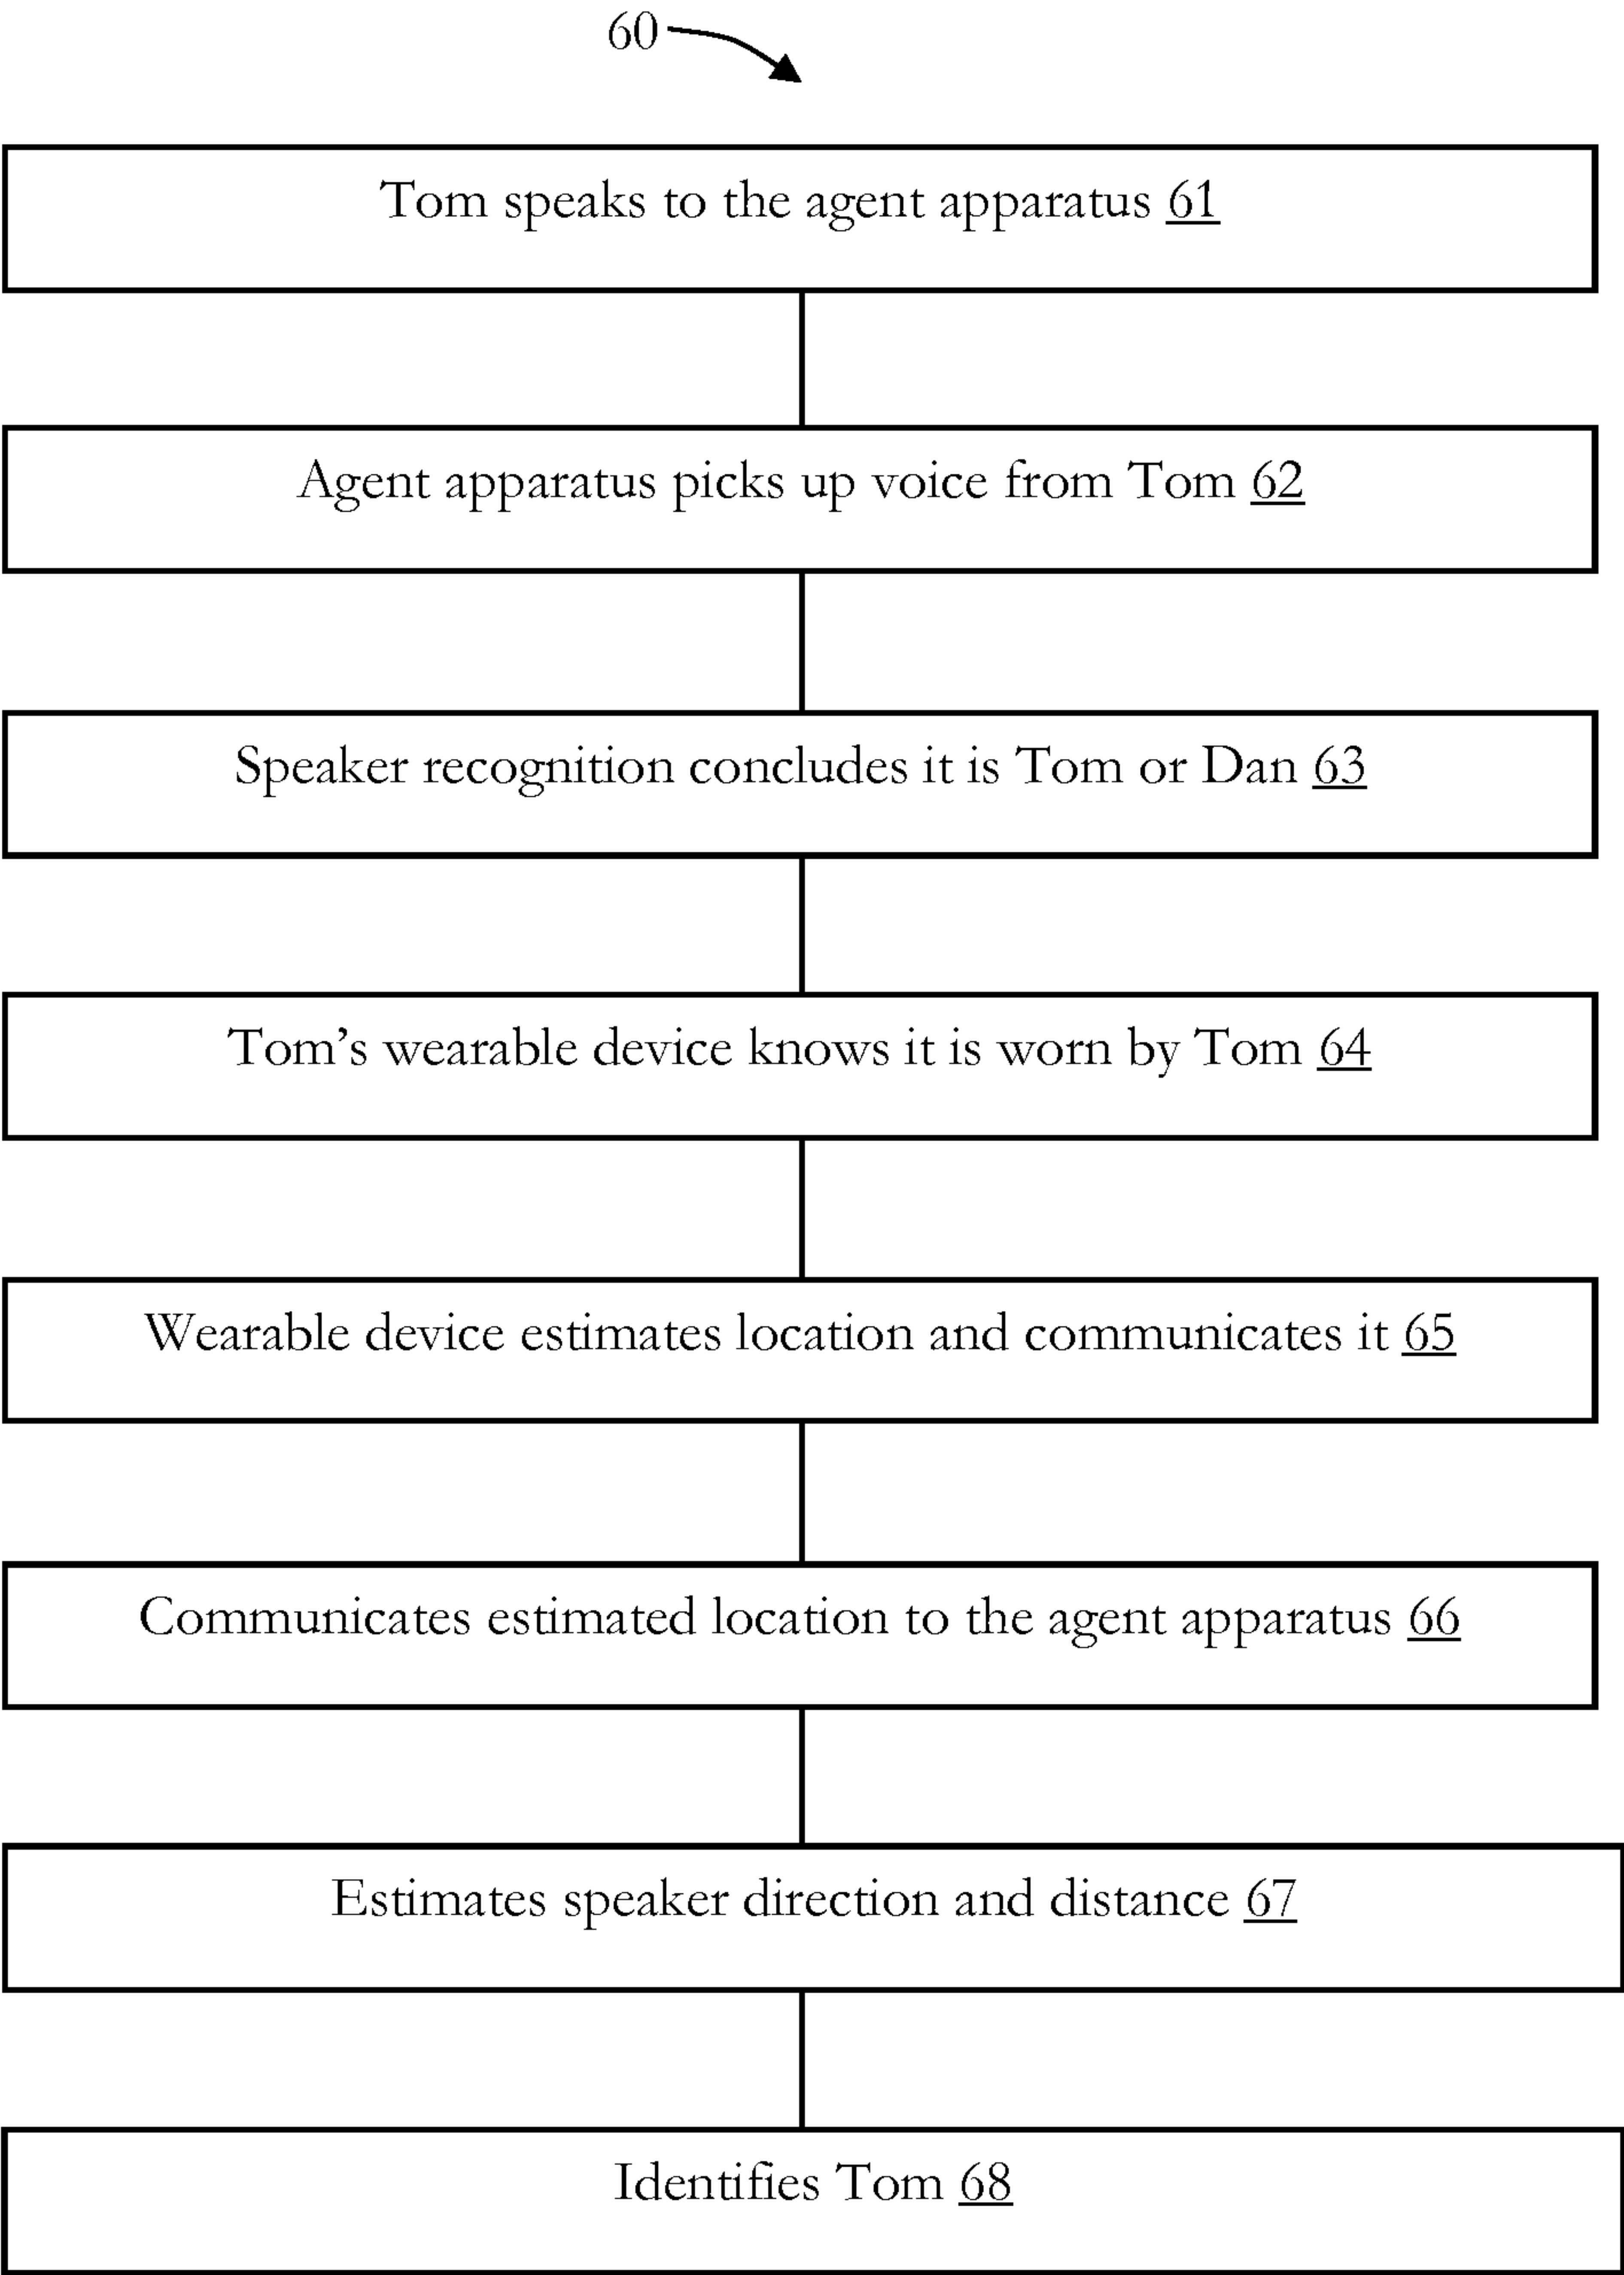 60
Tom speaks to the agent apparatus 61
Agent apparatus picks up voice from Tom 62
Speaker recognition concludes it is Tom or Dan 63
Tom’s wearable device knows it is worn by Tom 64
Wearable device estimates location and communicates it 65
Communicates estimated location to the agent apparatus 66
Estimates speaker direction and distance 67
Identifies Tom 68